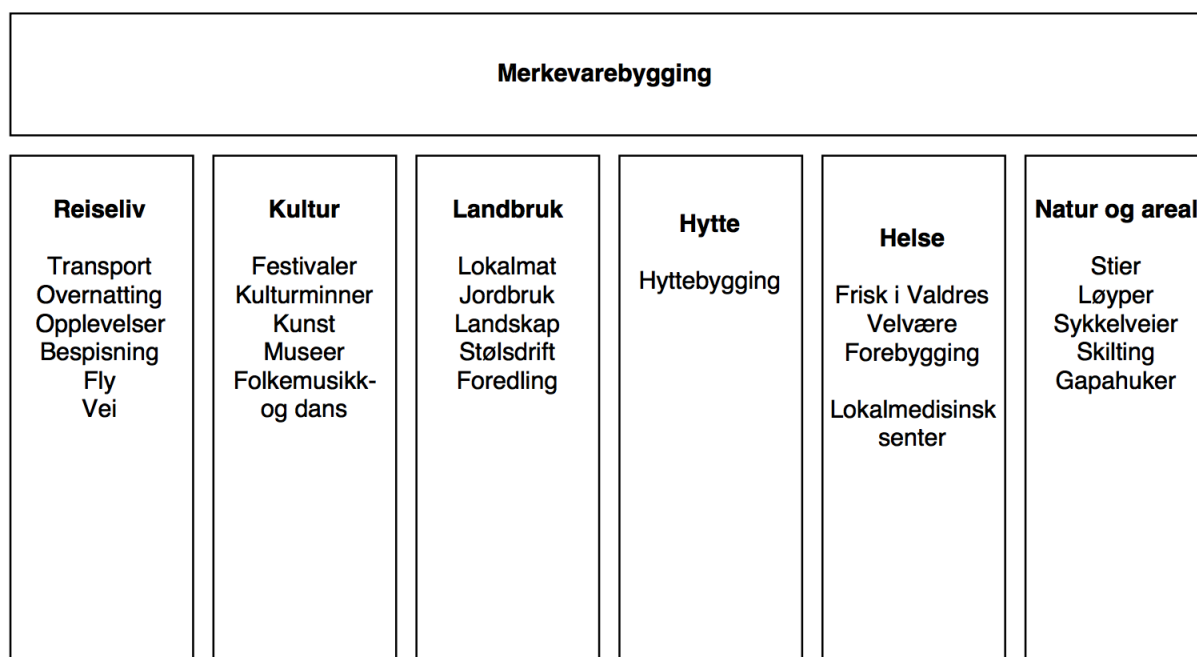 Merkevarebygging
Reiseliv
Transport
Overnatting
Opplevelser
Bespisning
Fly
Vei
Kultur
Festivaler
Kulturminner
Kunst
Museer
Folkemusikk-
og dans
Landbruk
Lokalmat
Jordbruk
Landskap
Stølsdrift
Foredling
Hytte
Hyttebygging
Helse
Frisk i Valdres
Velvære
Forebygging
Lokalmedisinsk
senter
Natur og areal
Stier
Løyper
Sykkelveier
Skilting
Gapahuker